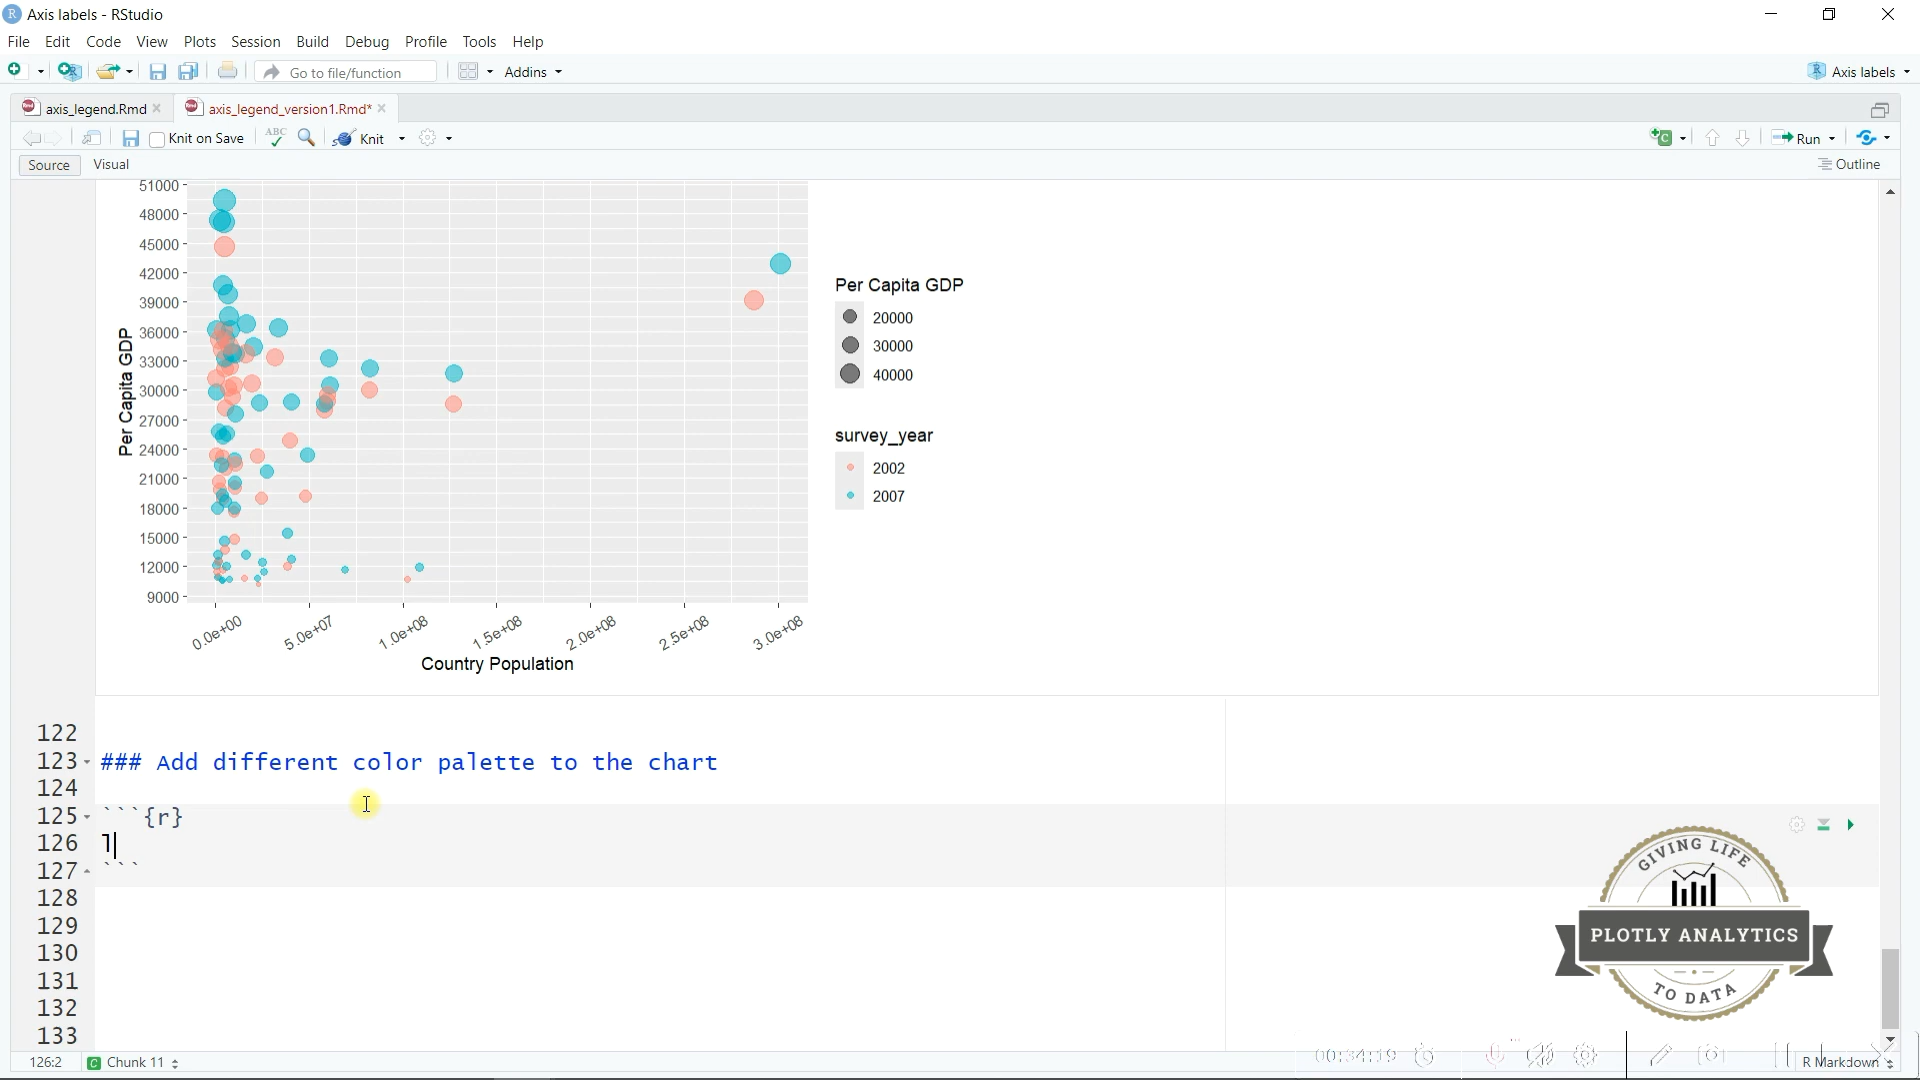 Axis labels - RStudio
File Edit Code View Plots Session Build Debug Profile Tools Help
Go to file/function Addins Axis labels
axis_legend.Rmd axis_legend_version1.Rmd*
Knit on Save ABC Knit Run
Source Visual Outline
51000
48000
45000
42000
39000
36000
33000
30000
27000
24000
21000
18000
15000
12000
9000
Per Capita GDP
0.0e+00 5.0e+07 1.0e+08 1.5e+08 2.0e+08 2.5e+08 3.0e+08
Country Population
Per Capita GDP
20000
30000
40000
survey_year
2002
2007
122
123 ### Add different color palette to the chart
124
125 ```{r}
126 l
127 ```
128
129
130
131
132
133
GIVING LIFE
PLOTLY ANALYTICS
TO DATA
126:2 Chunk 11 00:34:19 R Markdown